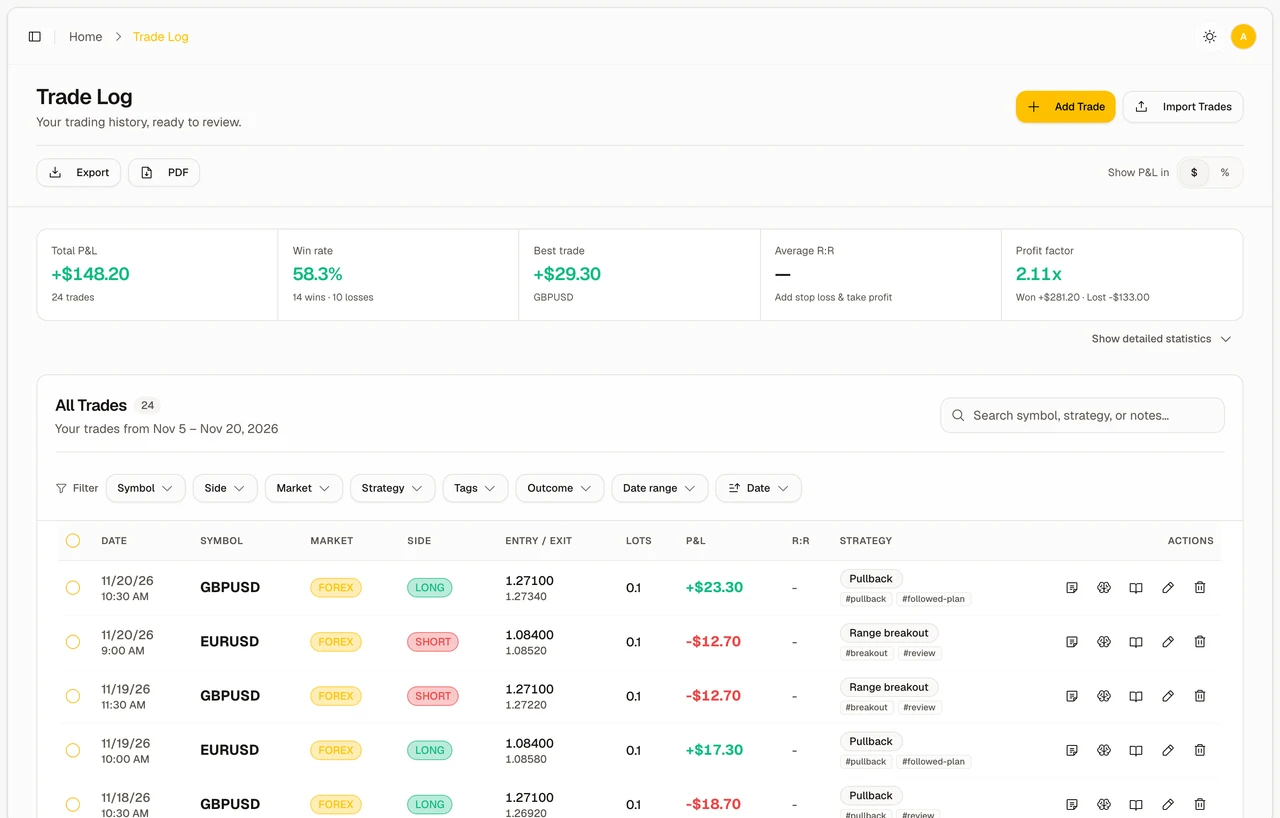 Home > Trade Log
A
Trade Log
Your trading history, ready to review.
+ Add Trade
Import Trades
Export
PDF
Show P&L in $ %
Total P&L
+$148.20
24 trades
Win rate
58.3%
14 wins · 10 losses
Best trade
+$29.30
GBPUSD
Average R:R
—
Add stop loss & take profit
Profit factor
2.11x
Won +$281.20 · Lost -$133.00
Show detailed statistics
All Trades 24
Your trades from Nov 5 – Nov 20, 2026
Search symbol, strategy, or notes...
Filter Symbol Side Market Strategy Tags Outcome Date range Date
DATE SYMBOL MARKET SIDE ENTRY / EXIT LOTS P&L R:R STRATEGY ACTIONS
11/20/26
10:30 AM
GBPUSD FOREX LONG
1.27100
1.27340
0.1 +$23.30 -
Pullback
#pullback #followed-plan
11/20/26
9:00 AM
EURUSD FOREX SHORT
1.08400
1.08520
0.1 -$12.70 -
Range breakout
#breakout #review
11/19/26
11:30 AM
GBPUSD FOREX SHORT
1.27100
1.27220
0.1 -$12.70 -
Range breakout
#breakout #review
11/19/26
10:00 AM
EURUSD FOREX LONG
1.08400
1.08580
0.1 +$17.30 -
Pullback
#pullback #followed-plan
11/18/26
10:30 AM
GBPUSD FOREX LONG
1.27100
1.26920
0.1 -$18.70 -
Pullback
#pullback #review